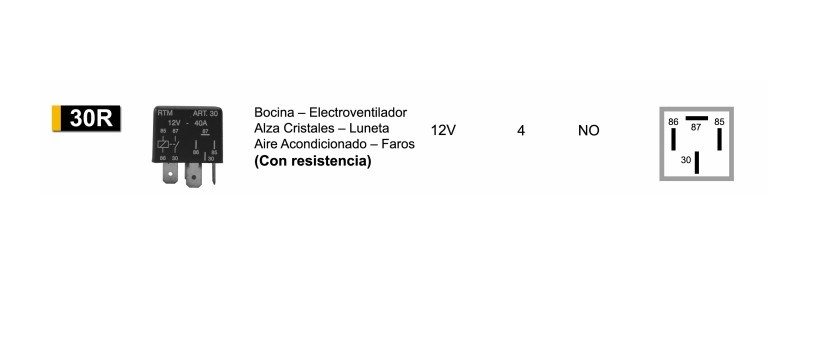 30R
RTM ART. 30
12V - 40A
85 87
87
86 85
86 30
30
Bocina – Electroventilador
Alza Cristales – Luneta
Aire Acondicionado – Faros
(Con resistencia)
12V
4
NO
86 85
87
30